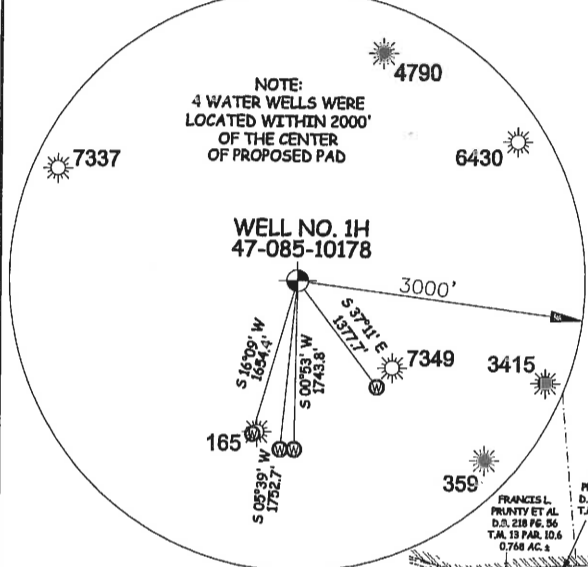 4790
NOTE:
4 WATER WELLS WERE
LOCATED WITHIN 2000'
OF THE CENTER
OF PROPOSED PAD
7337
6430
WELL NO. 1H
47-085-10178
3000'
S 37°11' E
1377.7'
S 16°09' W
1654.4'
S 00°53' W
1743.8'
7349
3415
W
165
W
W
W
S 05°39' W
1752.7'
359
FRANCIS L.
PRUNTY ET AL
D.B. 218 PG. 56
T.M. 13 PAR. 10.6
0.768 AC. ±
D.
T.